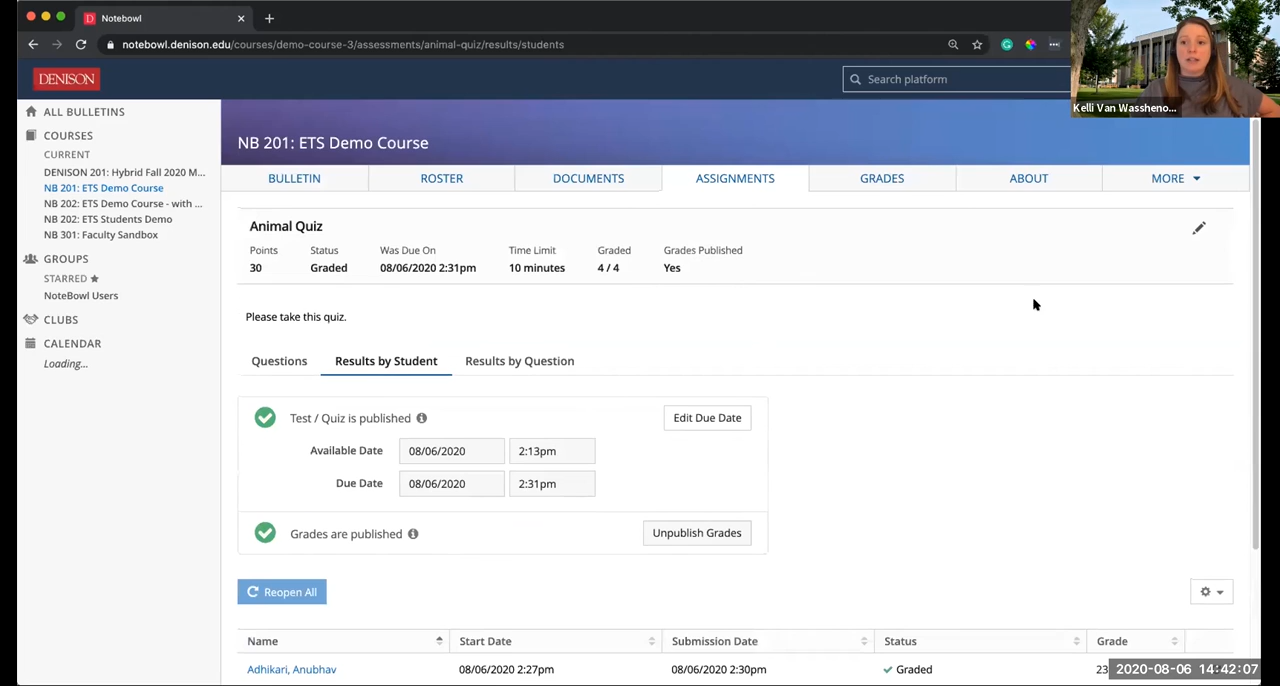 Notebowl
notebowl.denison.edu/courses/demo-course-3/assessments/animal-quiz/results/students
DENISON
Search platform
Kelli Van Wassheno...
ALL BULLETINS
COURSES
CURRENT
DENISON 201: Hybrid Fall 2020 M...
NB 201: ETS Demo Course
NB 202: ETS Demo Course - with ...
NB 202: ETS Students Demo
NB 301: Faculty Sandbox
GROUPS
STARRED
NoteBowl Users
CLUBS
CALENDAR
Loading...
NB 201: ETS Demo Course
BULLETIN ROSTER DOCUMENTS ASSIGNMENTS GRADES ABOUT MORE
Animal Quiz
Points Status Was Due On Time Limit Graded Grades Published
30 Graded 08/06/2020 2:31pm 10 minutes 4 / 4 Yes
Please take this quiz.
Questions Results by Student Results by Question
Test / Quiz is published Edit Due Date
Available Date 08/06/2020 2:13pm
Due Date 08/06/2020 2:31pm
Grades are published Unpublish Grades
Reopen All
Name Start Date Submission Date Status Grade
Adhikari, Anubhav 08/06/2020 2:27pm 08/06/2020 2:30pm Graded 23
2020-08-06 14:42:07